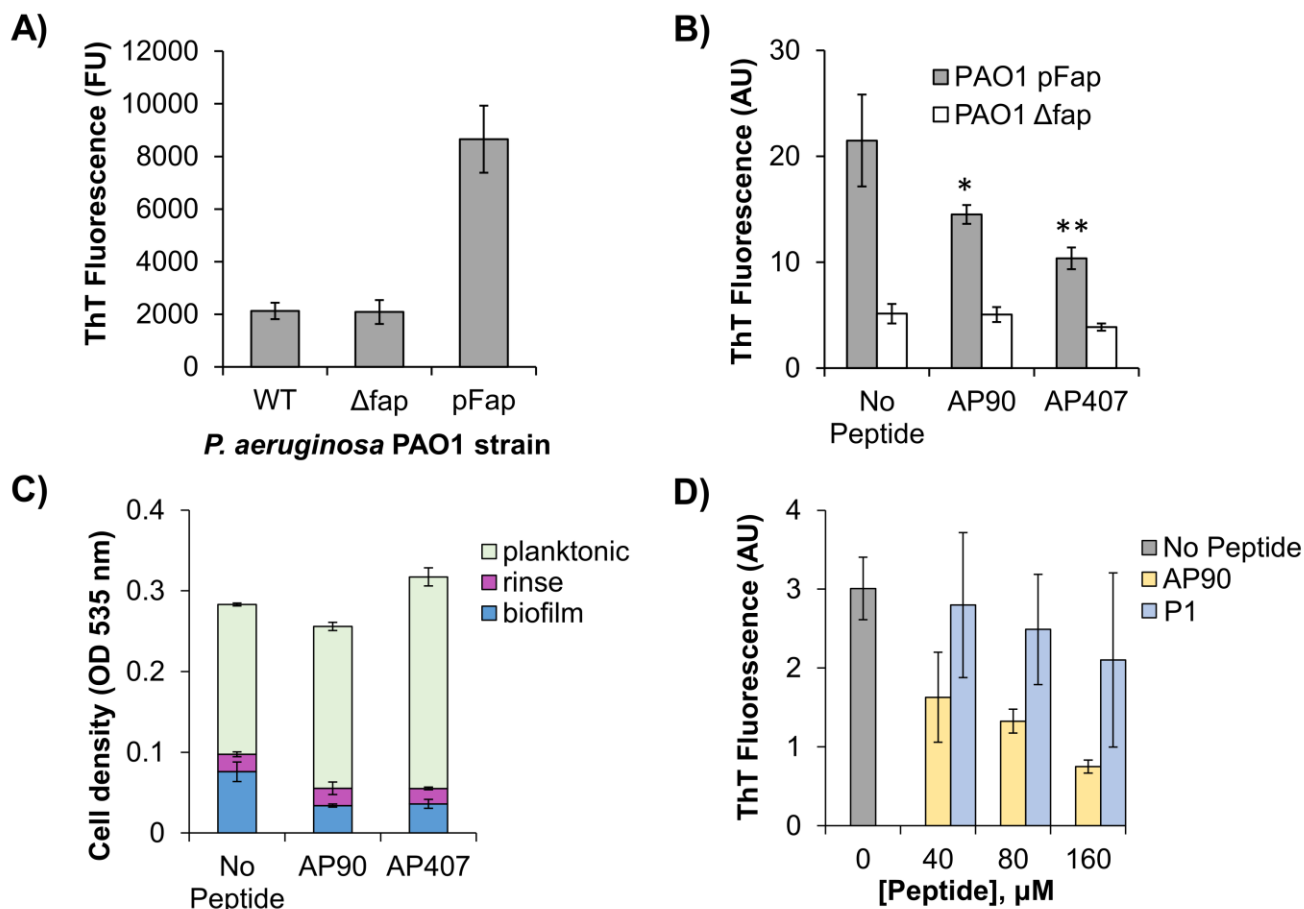 A)
ThT Fluorescence (FU)
12000
10000
8000
6000
4000
2000
0
WT Δfap pFap
P. aeruginosa PAO1 strain
B)
ThT Fluorescence (AU)
30
20
10
0
PAO1 pFap
PAO1 Δfap
*
**
No Peptide AP90 AP407
C)
Cell density (OD 535 nm)
0.4
0.3
0.2
0.1
0
planktonic
rinse
biofilm
No Peptide AP90 AP407
D)
ThT Fluorescence (AU)
4
3
2
1
0
No Peptide
AP90
P1
0 40 80 160
[Peptide], μM